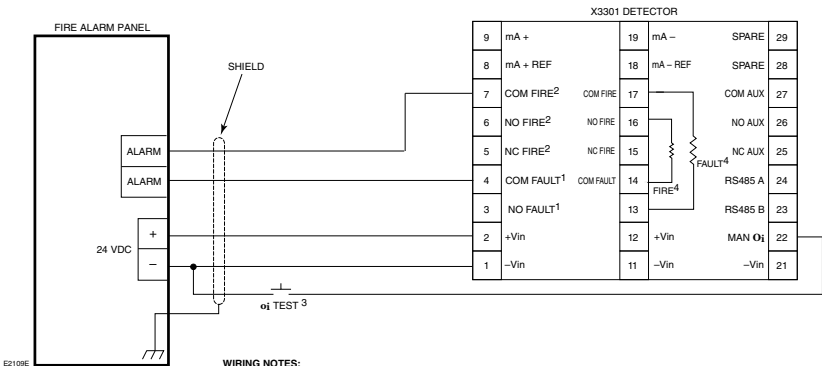 X3301 DETECTOR
FIRE ALARM PANEL
SHIELD
ALARM
ALARM
24 VDC
+
–
oi TEST 3
9 mA +
8 mA + REF
7 COM FIRE2 COM FIRE
6 NO FIRE2 NO FIRE
5 NC FIRE2 NC FIRE
4 COM FAULT1 COM FAULT
3 NO FAULT1
2 +Vin
1 –Vin
19 mA –
18 mA – REF
17
16
15
14
13
12 +Vin
11 –Vin
FIRE4
FAULT4
SPARE 29
SPARE 28
COM AUX 27
NO AUX 26
NC AUX 25
RS485 A 24
RS485 B 23
MAN Oi 22
–Vin 21
E2109E
WIRING NOTES: